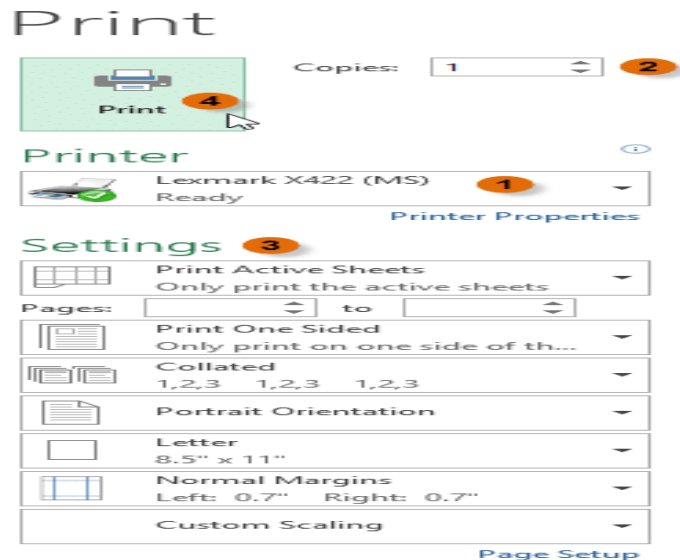 Print
Copies: 1 2
Print 4
Printer
Lexmark X422 (MS) 1
Ready
Printer Properties
Settings 3
Print Active Sheets
Only print the active sheets
Pages: to
Print One Sided
Only print on one side of th...
Collated
1,2,3 1,2,3 1,2,3
Portrait Orientation
Letter
8.5" x 11"
Normal Margins
Left: 0.7" Right: 0.7"
Custom Scaling
Page Setup